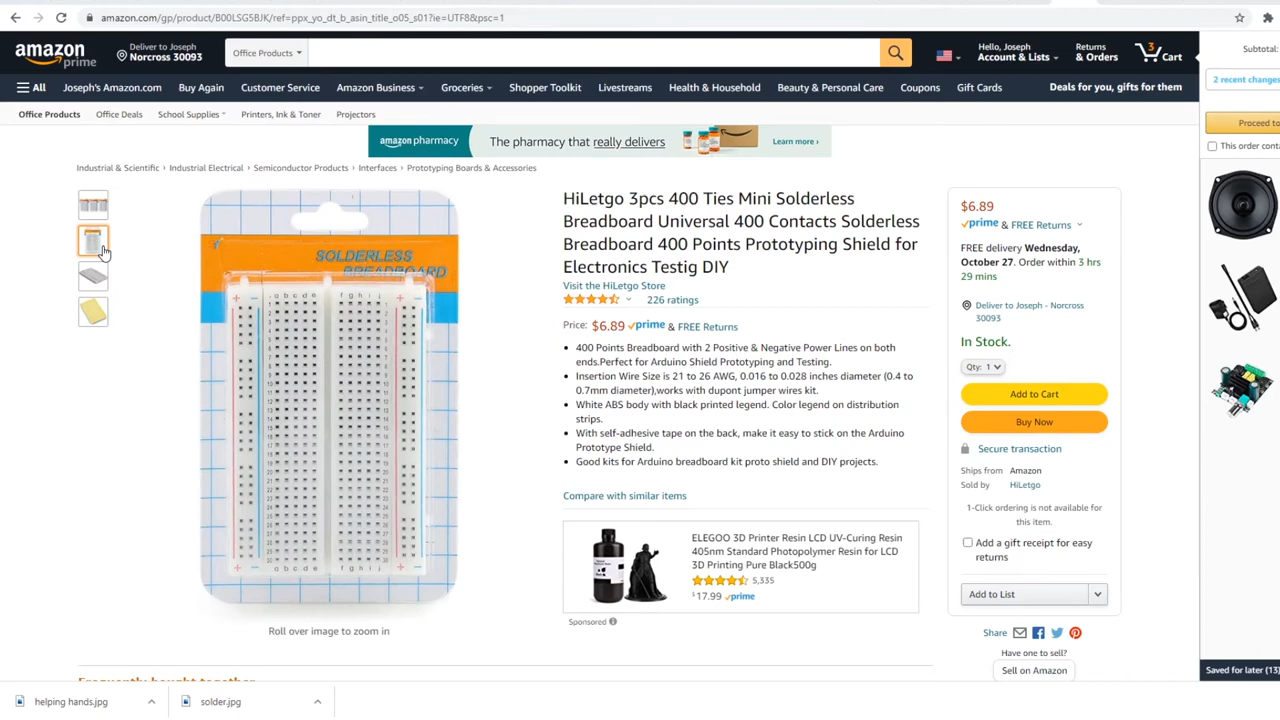 amazon.com/gp/product/B00LSG5BJK/ref=ppx_yo_dt_b_asin_title_o05_s01?ie=UTF8&psc=1
amazon prime
Deliver to Joseph
Norcross 30093
Office Products
Hello, Joseph
Account & Lists
Returns
& Orders
3
Cart
Subtotal:
2 recent changes
All Joseph's Amazon.com Buy Again Customer Service Amazon Business Groceries Shopper Toolkit Livestreams Health & Household Beauty & Personal Care Coupons Gift Cards Deals for you, gifts for them
Office Products Office Deals School Supplies Printers, Ink & Toner Projectors
Proceed to
This order cont
amazon pharmacy The pharmacy that really delivers Learn more ›
Industrial & Scientific › Industrial Electrical › Semiconductor Products › Interfaces › Prototyping Boards & Accessories
SOLDERLESS
BREADBOARD
a b c d e f g h i j
a b c d e f g h i j
Roll over image to zoom in
HiLetgo 3pcs 400 Ties Mini Solderless
Breadboard Universal 400 Contacts Solderless
Breadboard 400 Points Prototyping Shield for
Electronics Testig DIY
Visit the HiLetgo Store
226 ratings
Price: $6.89 prime & FREE Returns
• 400 Points Breadboard with 2 Positive & Negative Power Lines on both
ends.Perfect for Arduino Shield Prototyping and Testing.
• Insertion Wire Size is 21 to 26 AWG, 0.016 to 0.028 inches diameter (0.4 to
0.7mm diameter),works with dupont jumper wires kit.
• White ABS body with black printed legend. Color legend on distribution
strips.
• With self-adhesive tape on the back, make it easy to stick on the Arduino
Prototype Shield.
• Good kits for Arduino breadboard kit proto shield and DIY projects.
Compare with similar items
ELEGOO 3D Printer Resin LCD UV-Curing Resin
405nm Standard Photopolymer Resin for LCD
3D Printing Pure Black500g
5,335
$17.99 prime
Sponsored
$6.89
prime & FREE Returns
FREE delivery Wednesday,
October 27. Order within 3 hrs
29 mins
Deliver to Joseph - Norcross
30093
In Stock.
Qty: 1
Add to Cart
Buy Now
Secure transaction
Ships from Amazon
Sold by HiLetgo
1-Click ordering is not available for
this item.
Add a gift receipt for easy
returns
Add to List
Share
Have one to sell?
Sell on Amazon
Saved for later (13)
Frequently bought together
helping hands.jpg
solder.jpg